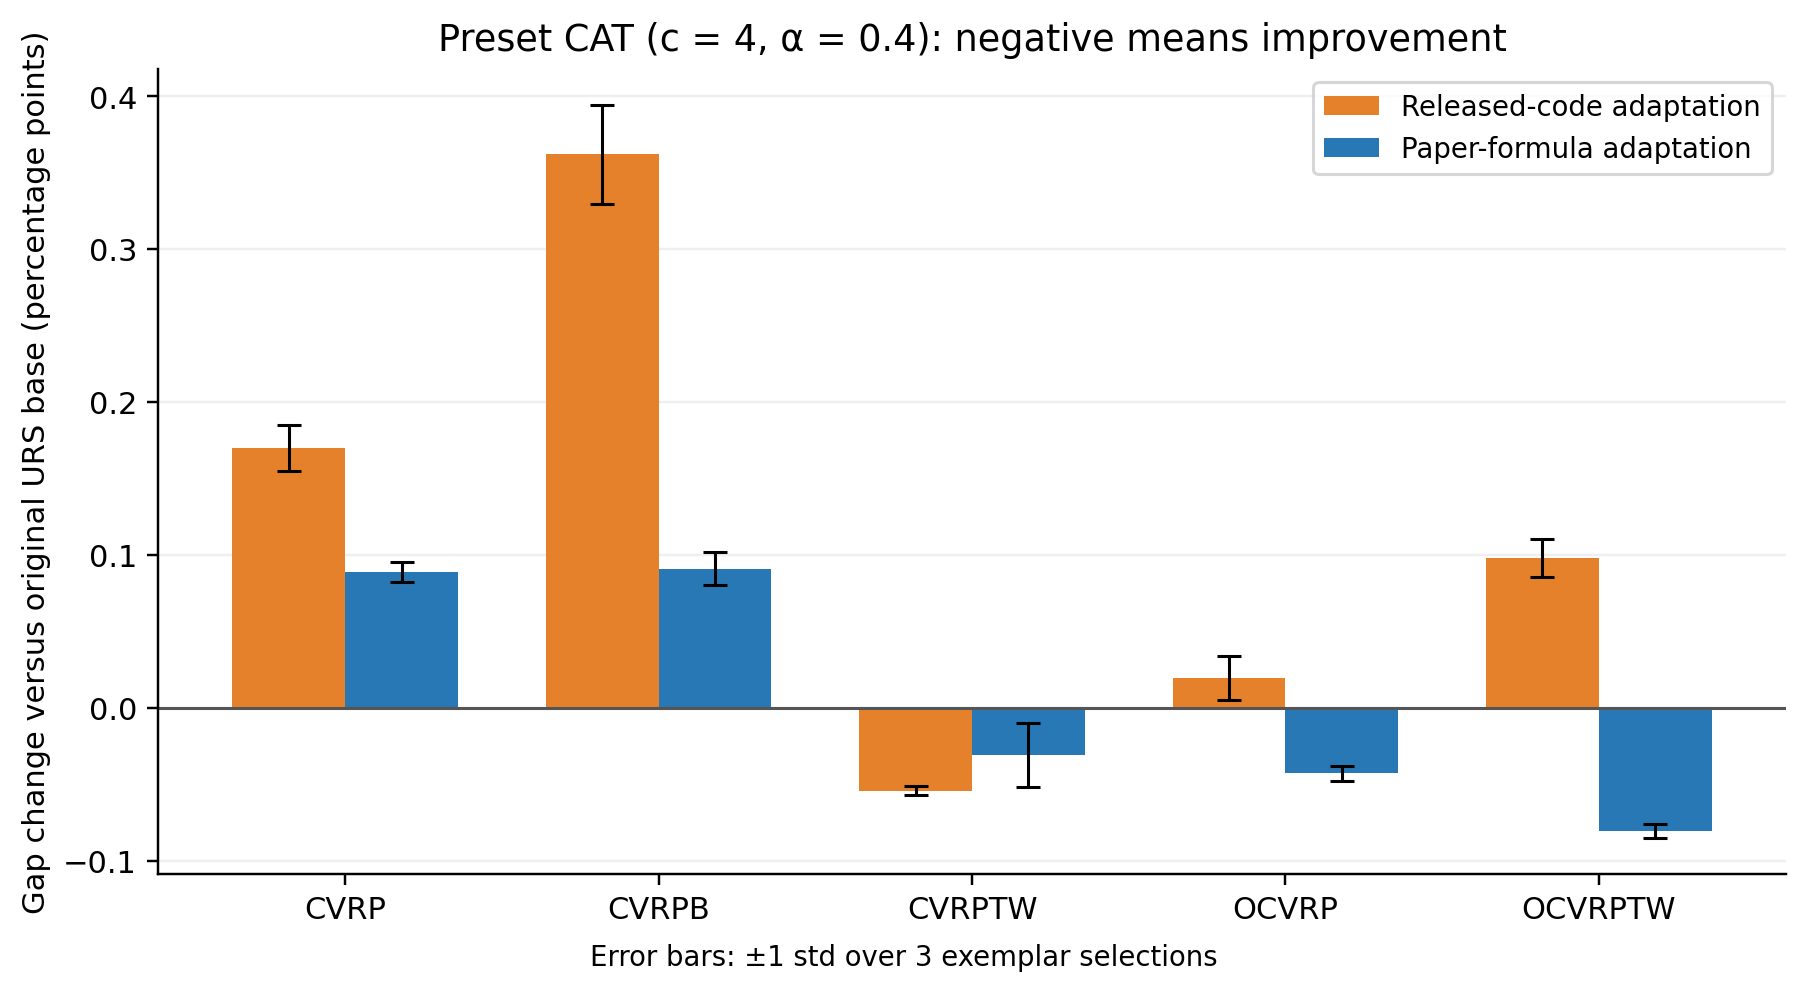 Preset CAT (c = 4, α = 0.4): negative means improvement
Gap change versus original URS base (percentage points)
0.4
0.3
0.2
0.1
0.0
−0.1
Released-code adaptation
Paper-formula adaptation
CVRP
CVRPB
CVRPTW
OCVRP
OCVRPTW
Error bars: ±1 std over 3 exemplar selections